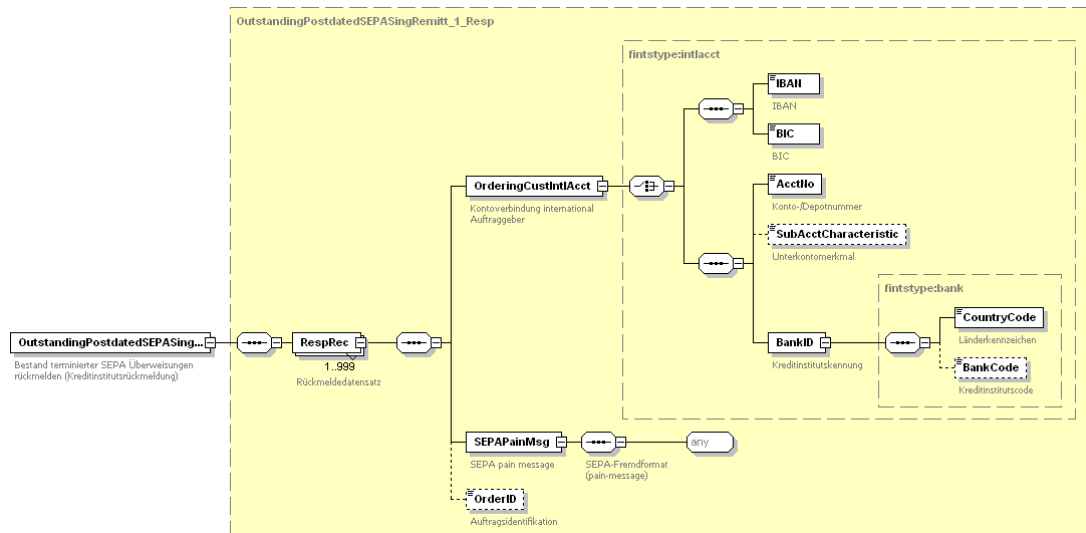 OutstandingPostdatedSEPASingRemitt_1_Resp
fintstype:intlacct
IBAN
IBAN
BIC
BIC
OrderingCustIntlAcct
Kontoverbindung international
Auftraggeber
AcctNo
Konto-/Depotnummer
SubAcctCharacteristic
Unterkontomerkmal
fintstype:bank
CountryCode
Länderkennzeichen
OutstandingPostdatedSEPASing...
Bestand terminierter SEPA Überweisungen
rückmelden (Kreditinstitutsrückmeldung)
RespRec
1..999
Rückmeldedatensatz
BankID
Kreditinstitutskennung
BankCode
Kreditinstitutscode
SEPAPainMsg
SEPA pain message
SEPA-Fremdformat
(pain-message)
any
OrderID
Auftragsidentifikation